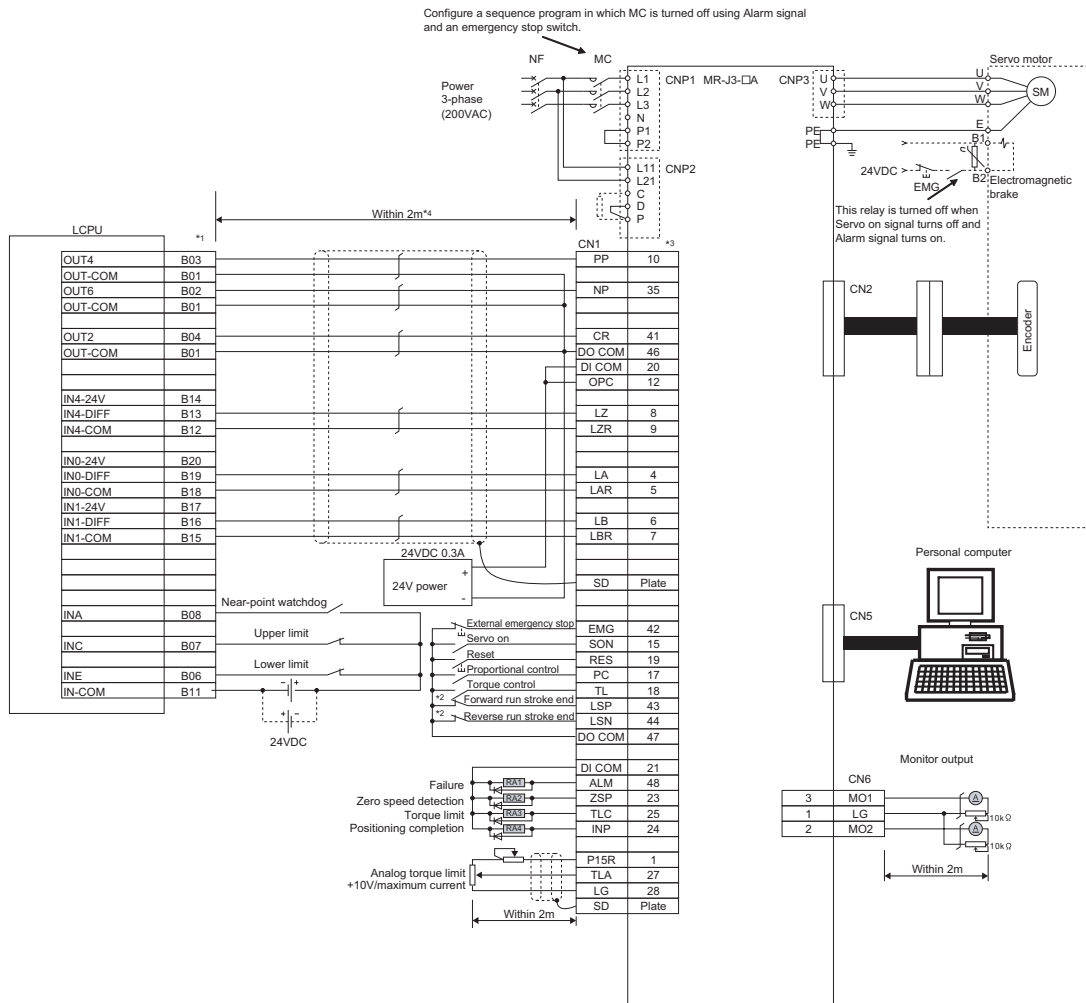 Configure a sequence program in which MC is turned off using Alarm signal
and an emergency stop switch.
NF MC
Power
3-phase
(200VAC)
L1 CNP1 MR-J3-□A CNP3 U
L2 V
L3 W
N
P1
P2
PE
PE
L11 CNP2
L21
C
D
P
Servo motor
U
V SM
W
E
B1
24VDC
EMG
B2 Electromagnetic
brake
This relay is turned off when
Servo on signal turns off and
Alarm signal turns on.
Within 2m*4
LCPU *1
CN1 *3
OUT4 B03 PP 10
OUT-COM B01
OUT6 B02 NP 35
OUT-COM B01
OUT2 B04 CR 41
OUT-COM B01 DO COM 46
DI COM 20
OPC 12
IN4-24V B14
IN4-DIFF B13 LZ 8
IN4-COM B12 LZR 9
IN0-24V B20
IN0-DIFF B19 LA 4
IN0-COM B18 LAR 5
IN1-24V B17
IN1-DIFF B16 LB 6
IN1-COM B15 LBR 7
24VDC 0.3A
24V power + -
SD Plate
INA B08 Near-point watchdog
INC B07 Upper limit
INE B06 Lower limit
IN-COM B11 - +
+ -
24VDC
External emergency stop EMG 42
Servo on SON 15
Reset RES 19
Proportional control PC 17
Torque control TL 18
*2 Forward run stroke end LSP 43
*2 Reverse run stroke end LSN 44
DO COM 47
DI COM 21
Failure RA1 ALM 48
Zero speed detection RA2 ZSP 23
Torque limit RA3 TLC 25
Positioning completion RA4 INP 24
P15R 1
Analog torque limit TLA 27
+10V/maximum current LG 28
SD Plate
Within 2m
CN2
Encoder
Personal computer
CN5
Monitor output
CN6
3 MO1 A
1 LG 10kΩ
2 MO2 A
10kΩ
Within 2m